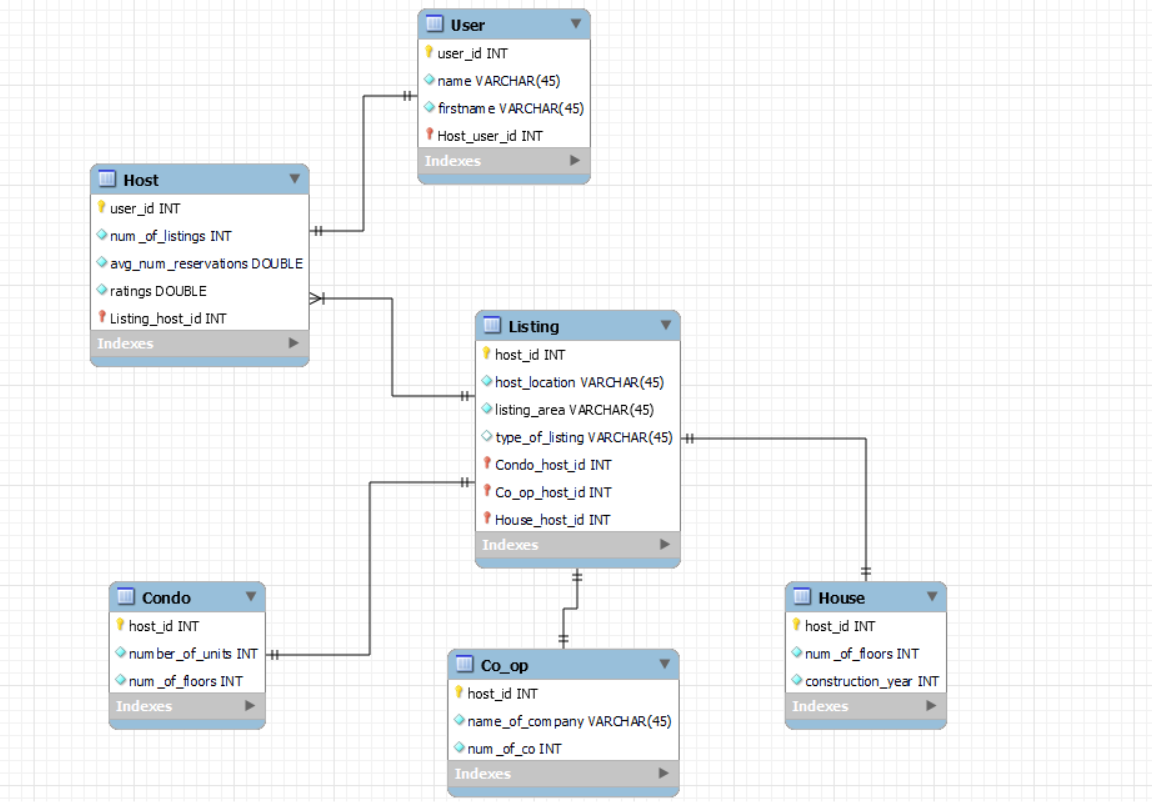 User
user_id INT
name VARCHAR(45)
firstname VARCHAR(45)
Host_user_id INT
Indexes
Host
user_id INT
num_of_listings INT
avg_num_reservations DOUBLE
ratings DOUBLE
Listing_host_id INT
Indexes
Listing
host_id INT
host_location VARCHAR(45)
listing_area VARCHAR(45)
type_of_listing VARCHAR(45)
Condo_host_id INT
Co_op_host_id INT
House_host_id INT
Indexes
Condo
host_id INT
number_of_units INT
num_of_floors INT
Indexes
Co_op
host_id INT
name_of_company VARCHAR(45)
num_of_co INT
Indexes
House
host_id INT
num_of_floors INT
construction_year INT
Indexes